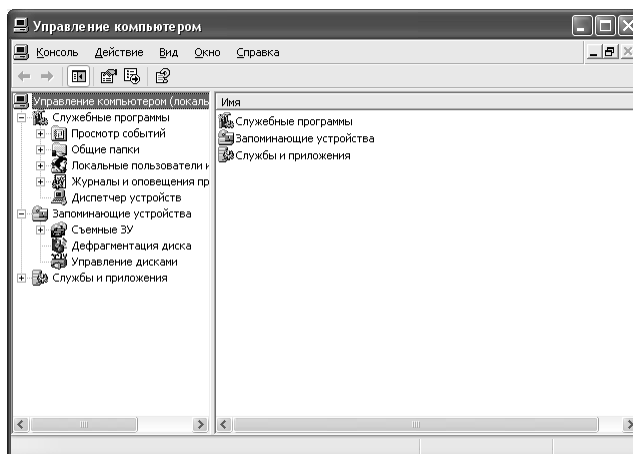 Управление компьютером
Консоль Действие Вид Окно Справка
Управление компьютером (локаль
Служебные программы
Просмотр событий
Общие папки
Локальные пользователи и
Журналы и оповещения пр
Диспетчер устройств
Запоминающие устройства
Съемные ЗУ
Дефрагментация диска
Управление дисками
Службы и приложения
Имя
Служебные программы
Запоминающие устройства
Службы и приложения